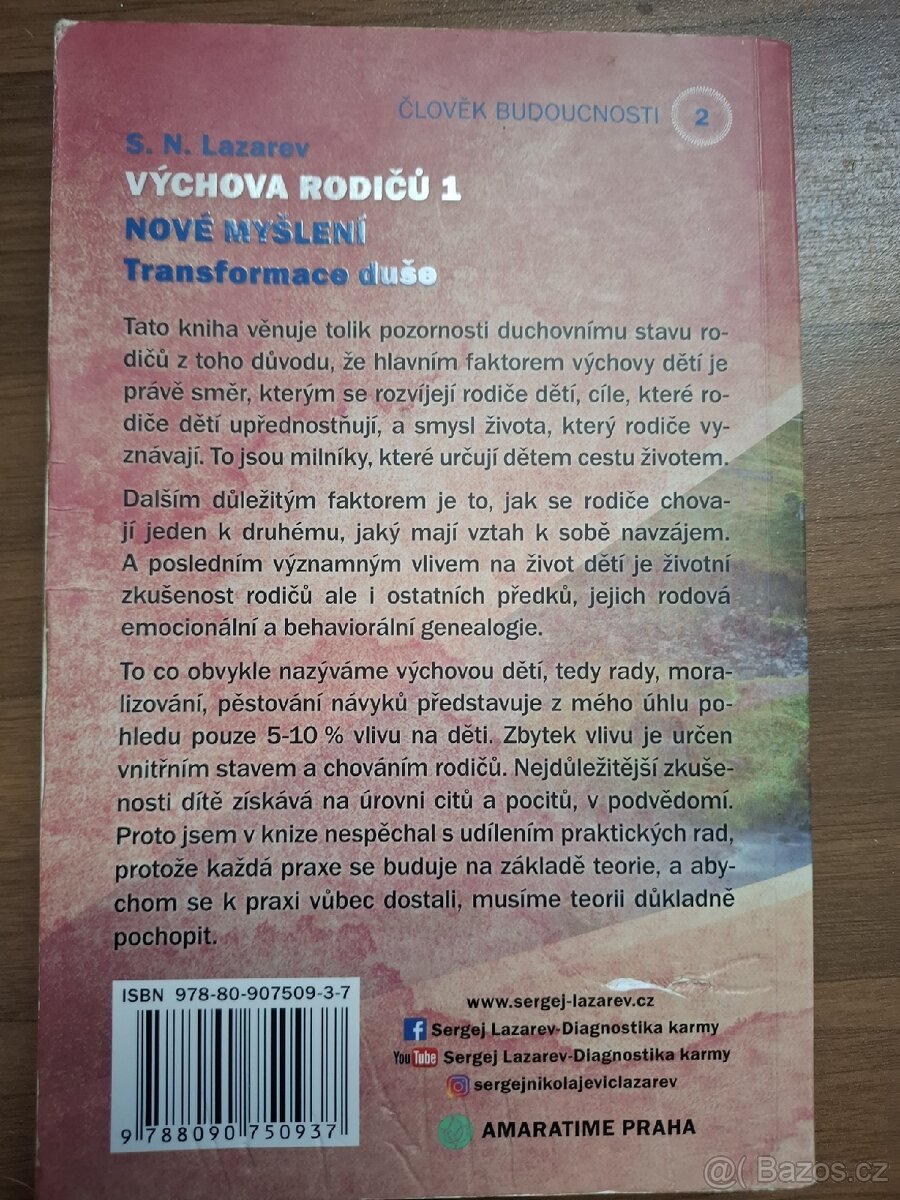 ČLOVĚK BUDOUCNOSTI 2
S. N. Lazarev
VÝCHOVA RODIČŮ 1
NOVÉ MYŠLENÍ
Transformace duše
Tato kniha věnuje tolik pozornosti duchovnímu stavu ro-
dičů z toho důvodu, že hlavním faktorem výchovy dětí je
právě směr, kterým se rozvíjejí rodiče dětí, cíle, které ro-
diče dětí upřednostňují, a smysl života, který rodiče vy-
znávají. To jsou milníky, které určují dětem cestu životem.
Dalším důležitým faktorem je to, jak se rodiče chova-
jí jeden k druhému, jaký mají vztah k sobě navzájem.
A posledním významným vlivem na život dětí je životní
zkušenost rodičů ale i ostatních předků, jejich rodová
emocionální a behaviorální genealogie.
To co obvykle nazýváme výchovou dětí, tedy rady, mora-
lizování, pěstování návyků představuje z mého úhlu po-
hledu pouze 5-10 % vlivu na děti. Zbytek vlivu je určen
vnitřním stavem a chováním rodičů. Nejdůležitější zkuše-
nosti dítě získává na úrovni citů a pocitů, v podvědomí.
Proto jsem v knize nespěchal s udílením praktických rad,
protože každá praxe se buduje na základě teorie, a aby-
chom se k praxi vůbec dostali, musíme teorii důkladně
pochopit.
ISBN 978-80-907509-3-7
9 788090 750937
www.sergej-lazarev.cz
f Sergej Lazarev-Diagnostika karmy
YouTube Sergej Lazarev-Diagnostika karmy
sergejnikolajeviclazarev
AMARATIME PRAHA
@( Bazos.cz